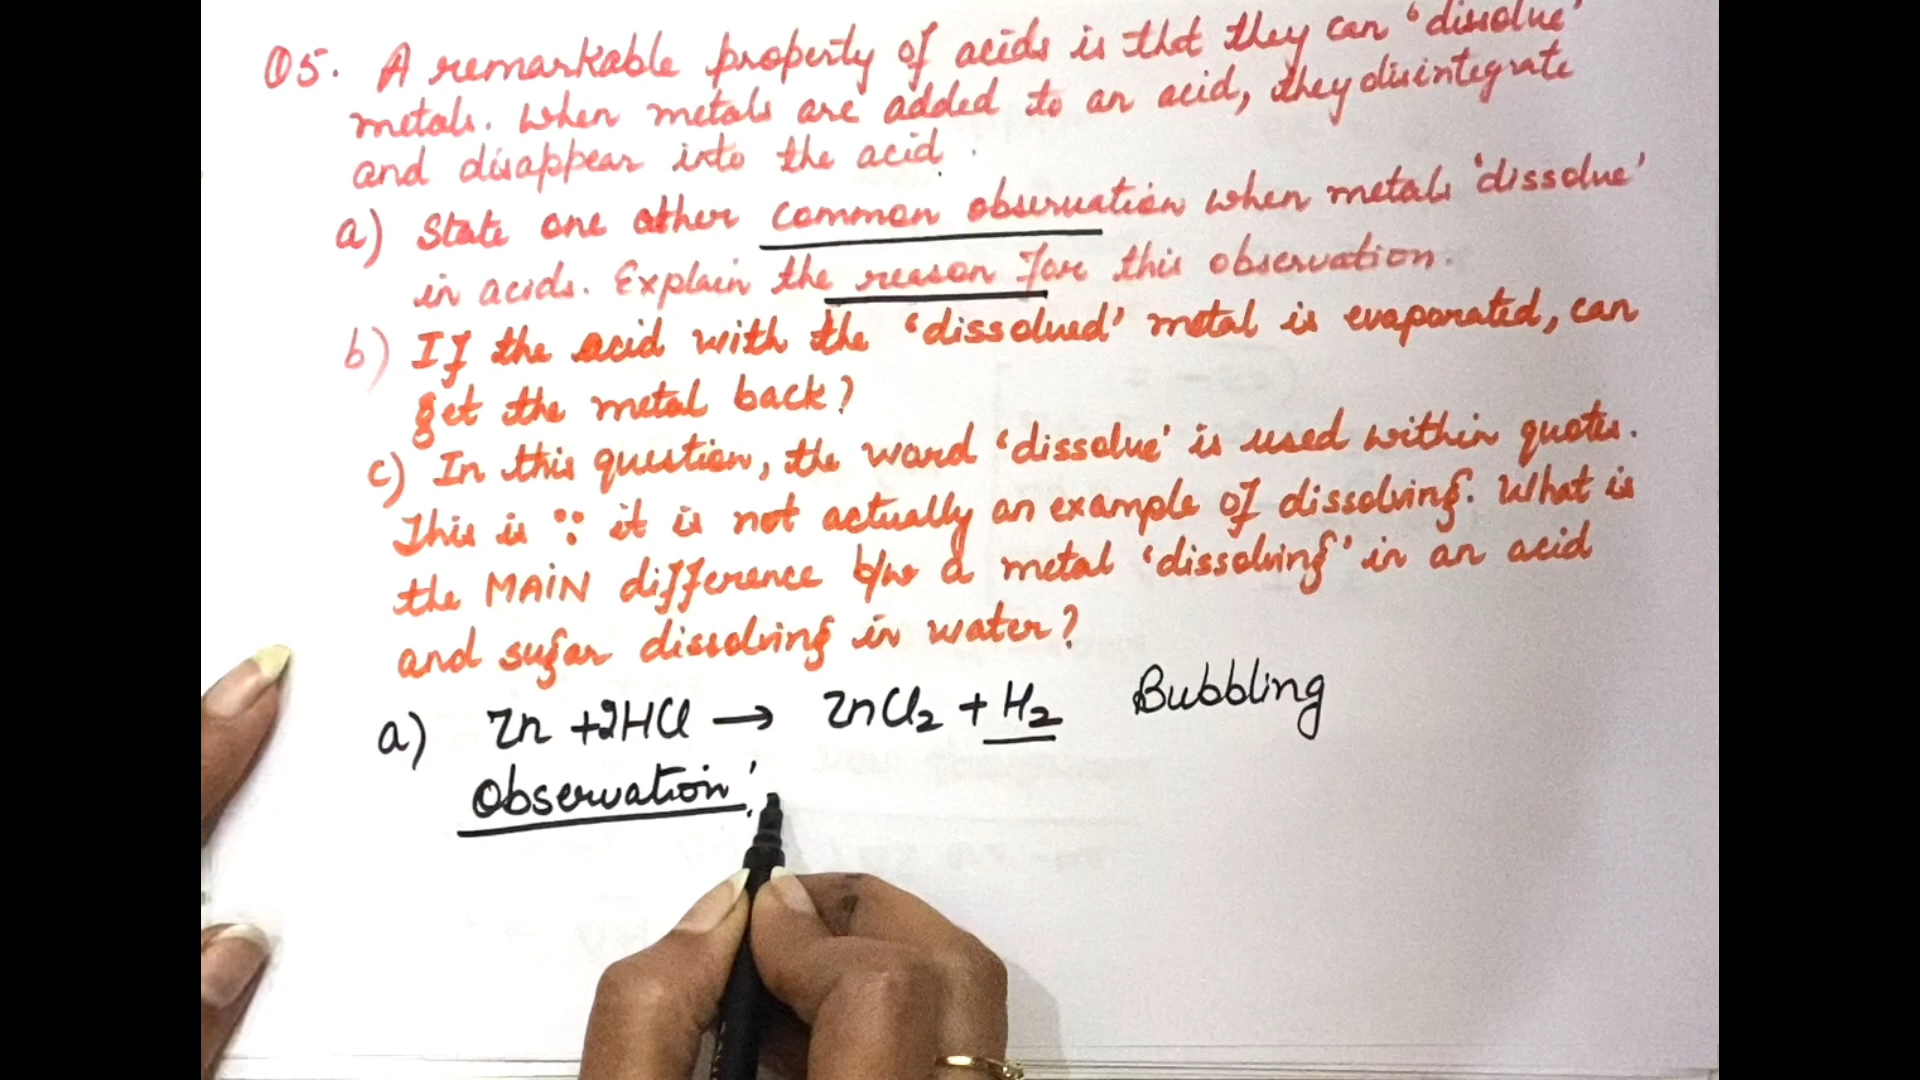 Q5. A remarkable property of acids is that they can 'dissolve'
metals. When metals are added to an acid, they disintegrate
and disappear into the acid.
a) State one other common observation when metals 'dissolve'
in acids. Explain the reason for this observation.
b) If the acid with the 'dissolved' metal is evaporated, can
get the metal back?
c) In this question, the word 'dissolve' is used within quotes.
This is ∵ it is not actually an example of dissolving. What is
the MAIN difference b/w a metal 'dissolving' in an acid
and sugar dissolving in water?
a) Zn + 2HCl → ZnCl₂ + H₂ Bubbling
Observation: